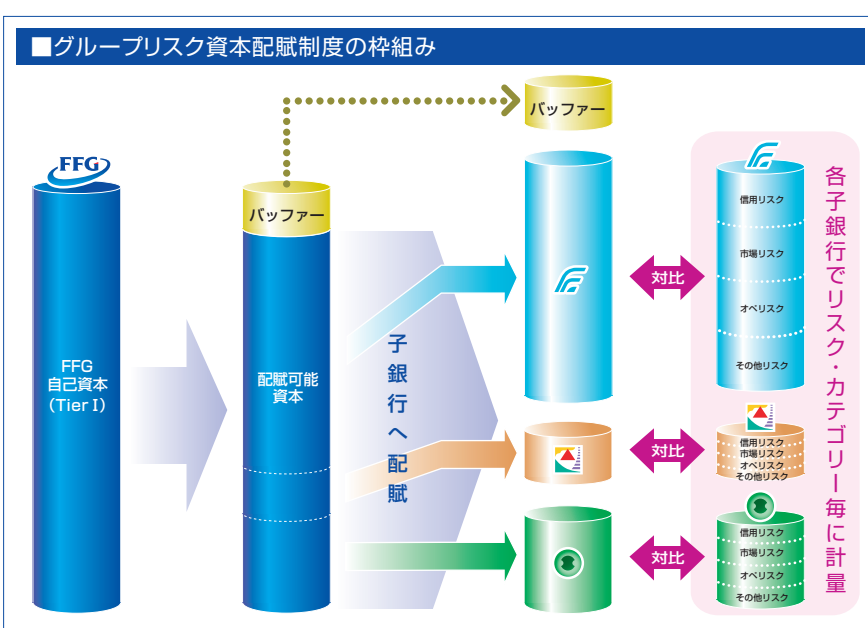 ■グループリスク資本配賦制度の枠組み
バッファー
FFG
バッファー
FFG
自己資本
(Tier I)
配賦可能
資本
子銀行へ配賦
対比
信用リスク
市場リスク
オペリスク
その他リスク
対比
信用リスク
市場リスク
オペリスク
その他リスク
対比
信用リスク
市場リスク
オペリスク
その他リスク
各子銀行でリスク・カテゴリー毎に計量